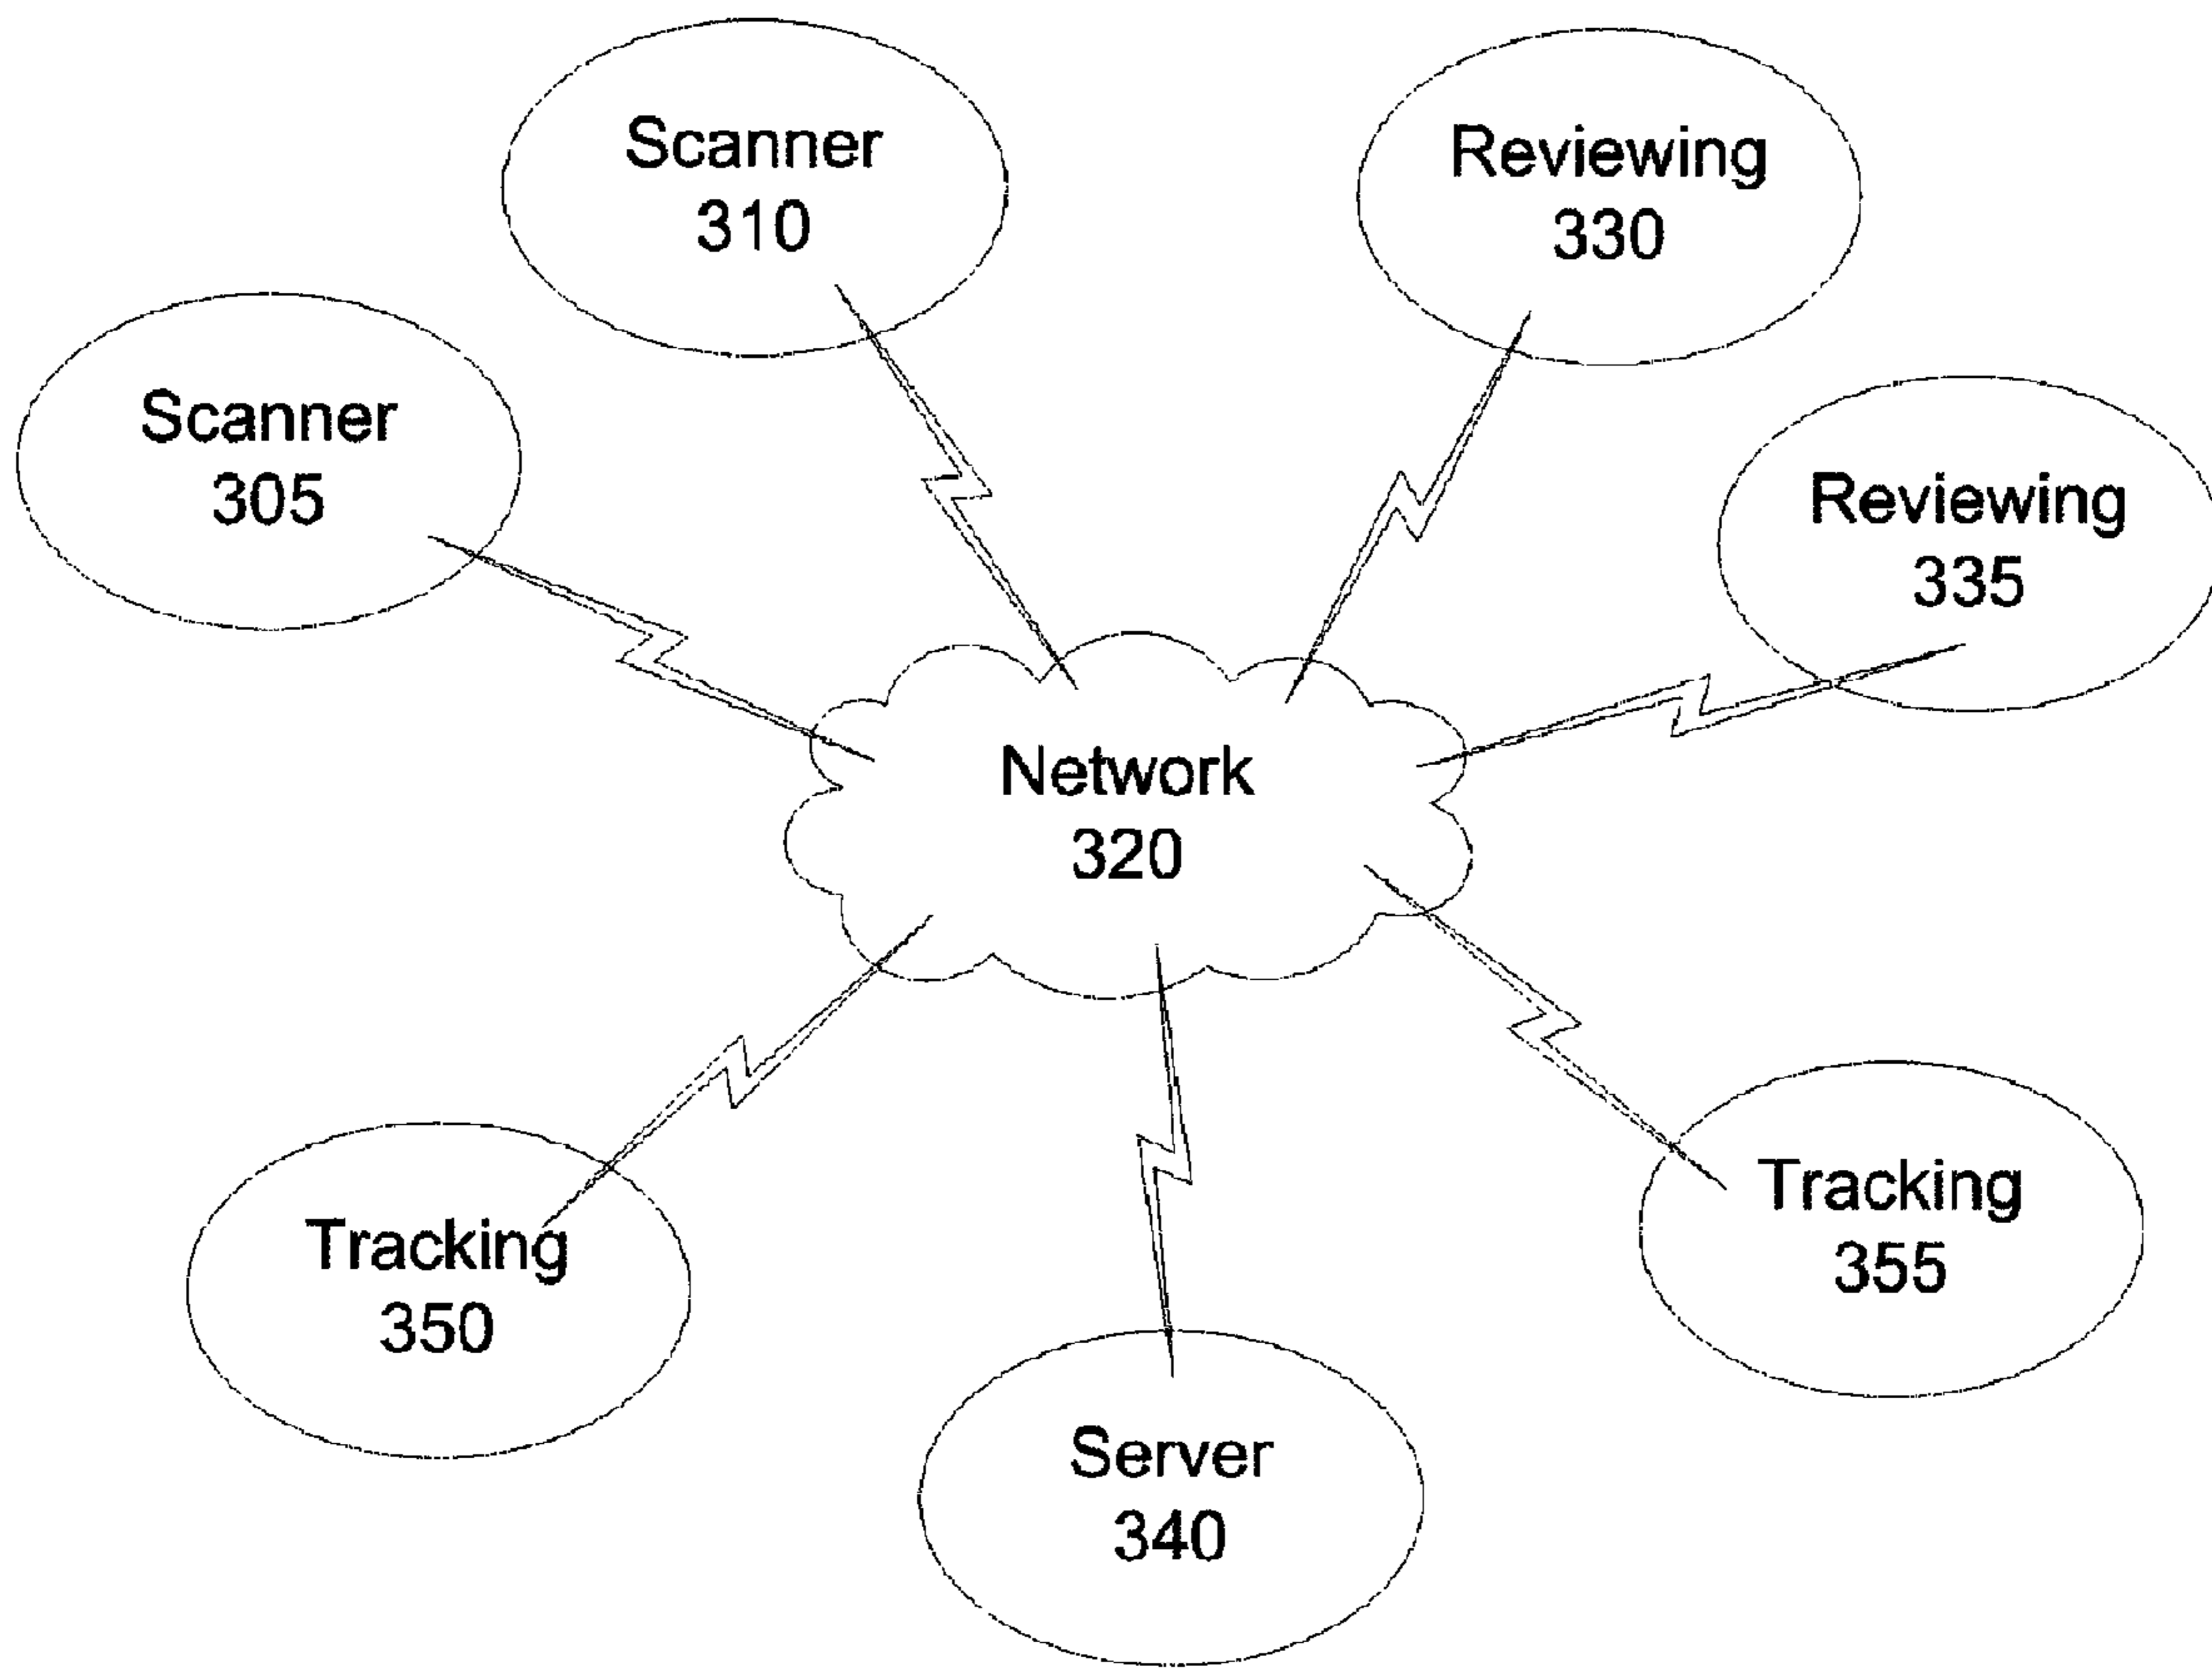 Scanner
310
Reviewing
330
Scanner
305
Reviewing
335
Network
320
Tracking
350
Tracking
355
Server
340